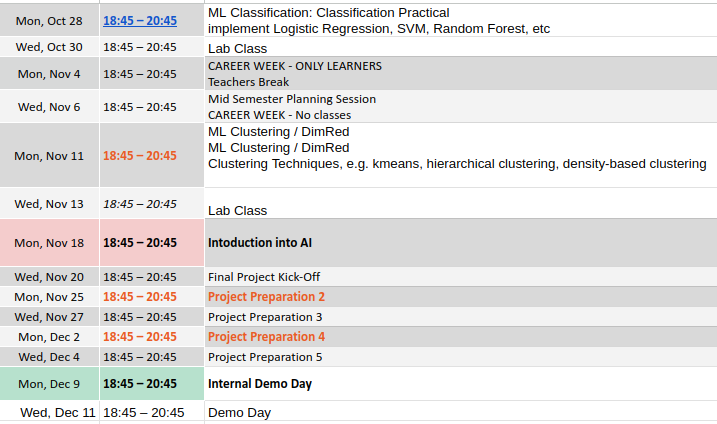 Mon, Oct 28 18:45 – 20:45 ML Classification: Classification Practical
implement Logistic Regression, SVM, Random Forest, etc
Wed, Oct 30 18:45 – 20:45 Lab Class
Mon, Nov 4 18:45 – 20:45 CAREER WEEK - ONLY LEARNERS
Teachers Break
Wed, Nov 6 18:45 – 20:45 Mid Semester Planning Session
CAREER WEEK - No classes
Mon, Nov 11 18:45 – 20:45 ML Clustering / DimRed
ML Clustering / DimRed
Clustering Techniques, e.g. kmeans, hierarchical clustering, density-based clustering
Wed, Nov 13 18:45 – 20:45 Lab Class
Mon, Nov 18 18:45 – 20:45 Intoduction into AI
Wed, Nov 20 18:45 – 20:45 Final Project Kick-Off
Mon, Nov 25 18:45 – 20:45 Project Preparation 2
Wed, Nov 27 18:45 – 20:45 Project Preparation 3
Mon, Dec 2 18:45 – 20:45 Project Preparation 4
Wed, Dec 4 18:45 – 20:45 Project Preparation 5
Mon, Dec 9 18:45 – 20:45 Internal Demo Day
Wed, Dec 11 18:45 – 20:45 Demo Day